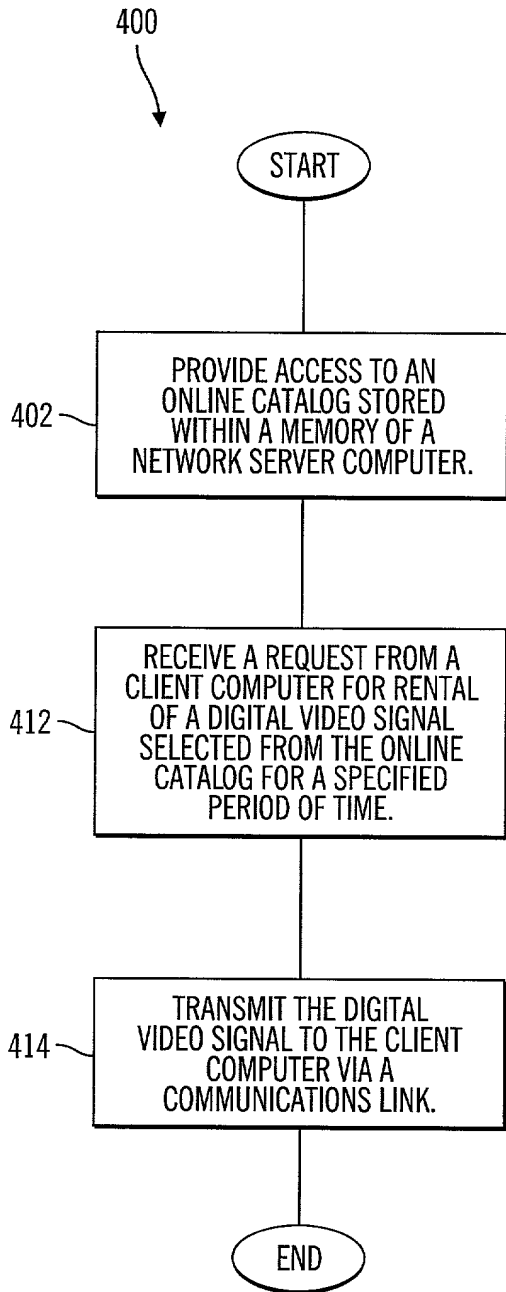 400
START
402
PROVIDE ACCESS TO AN
ONLINE CATALOG STORED
WITHIN A MEMORY OF A
NETWORK SERVER COMPUTER.
412
RECEIVE A REQUEST FROM A
CLIENT COMPUTER FOR RENTAL
OF A DIGITAL VIDEO SIGNAL
SELECTED FROM THE ONLINE
CATALOG FOR A SPECIFIED
PERIOD OF TIME.
414
TRANSMIT THE DIGITAL
VIDEO SIGNAL TO THE CLIENT
COMPUTER VIA A
COMMUNICATIONS LINK.
END